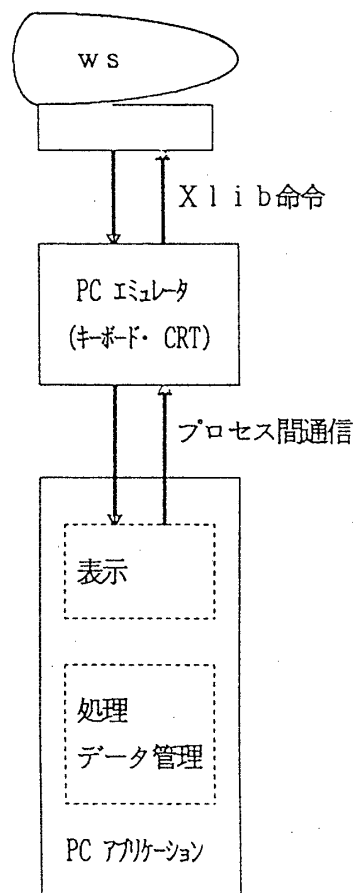 ＷＳ
Ｘｌｉｂ命令
PC ｴﾐｭﾚｰﾀ
(ｷｰﾎﾞｰﾄﾞ・ CRT)
プロセス間通信
表示
処理
データ管理
PC ｱﾌﾟﾘｹｰｼｮﾝ